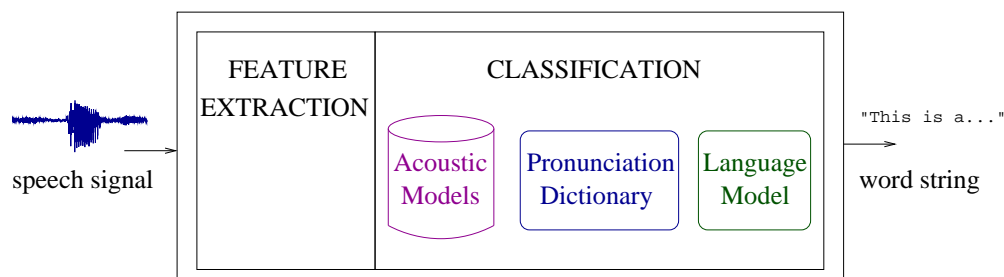 speech signal
FEATURE
EXTRACTION
CLASSIFICATION
Acoustic
Models
Pronunciation
Dictionary
Language
Model
"This is a..."
word string